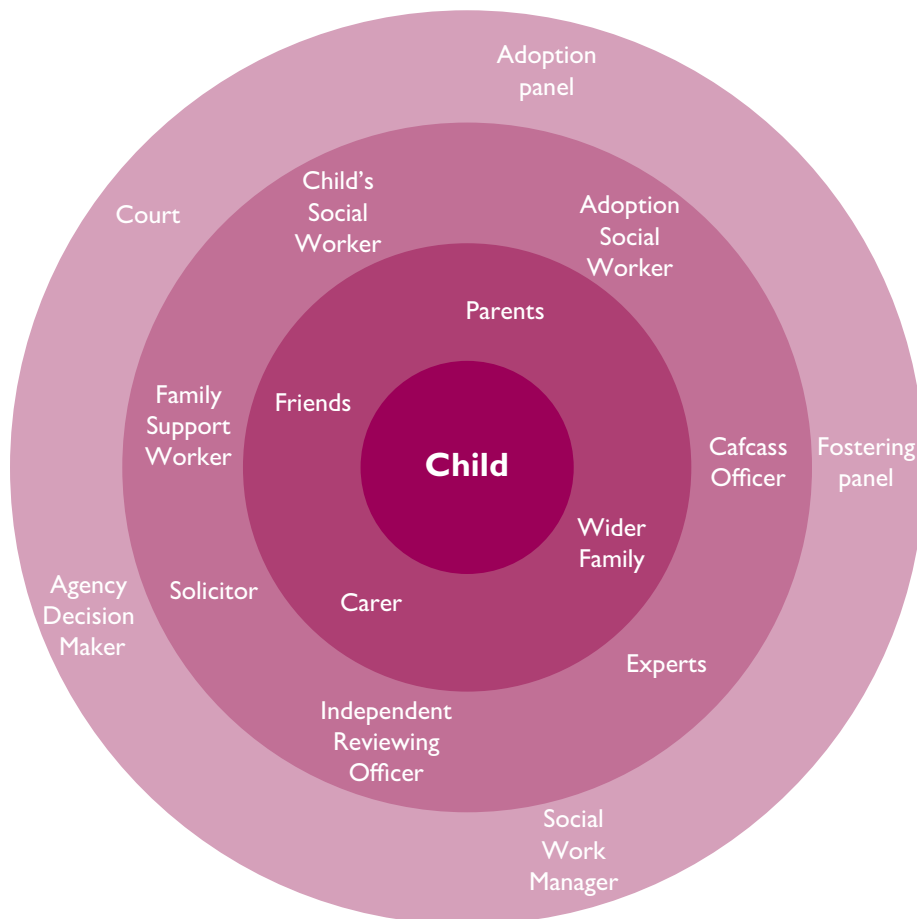 Adoption
panel
Child’s
Social
Worker
Adoption
Social
Worker
Court
Parents
Family
Support
Worker
Friends
Child
Cafcass
Officer
Fostering
panel
Wider
Family
Agency
Decision
Maker
Solicitor
Carer
Experts
Independent
Reviewing
Officer
Social
Work
Manager